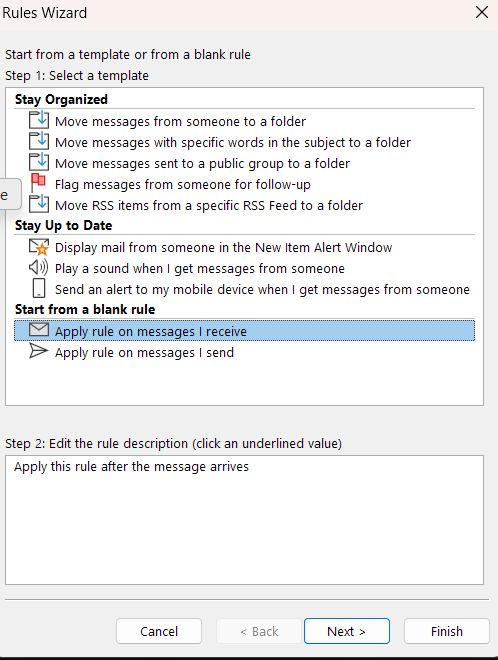 Rules Wizard
Start from a template or from a blank rule
Step 1: Select a template
Stay Organized
Move messages from someone to a folder
Move messages with specific words in the subject to a folder
Move messages sent to a public group to a folder
Flag messages from someone for follow-up
e
Move RSS items from a specific RSS Feed to a folder
Stay Up to Date
Display mail from someone in the New Item Alert Window
Play a sound when I get messages from someone
Send an alert to my mobile device when I get messages from someone
Start from a blank rule
Apply rule on messages I receive
Apply rule on messages I send
Step 2: Edit the rule description (click an underlined value)
Apply this rule after the message arrives
Cancel
< Back
Next >
Finish